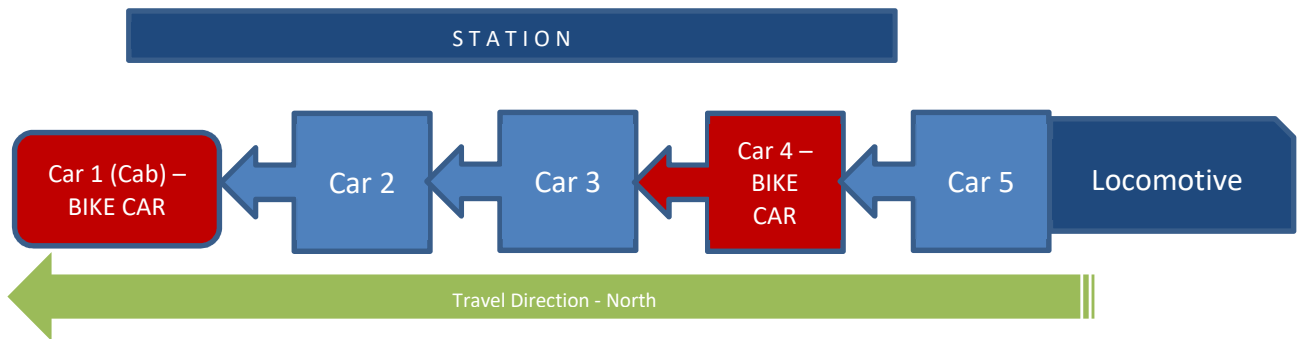 STATION
Car 1 (Cab) –
BIKE CAR
Car 2
Car 3
Car 4 –
BIKE
CAR
Car 5
Locomotive
Travel Direction - North